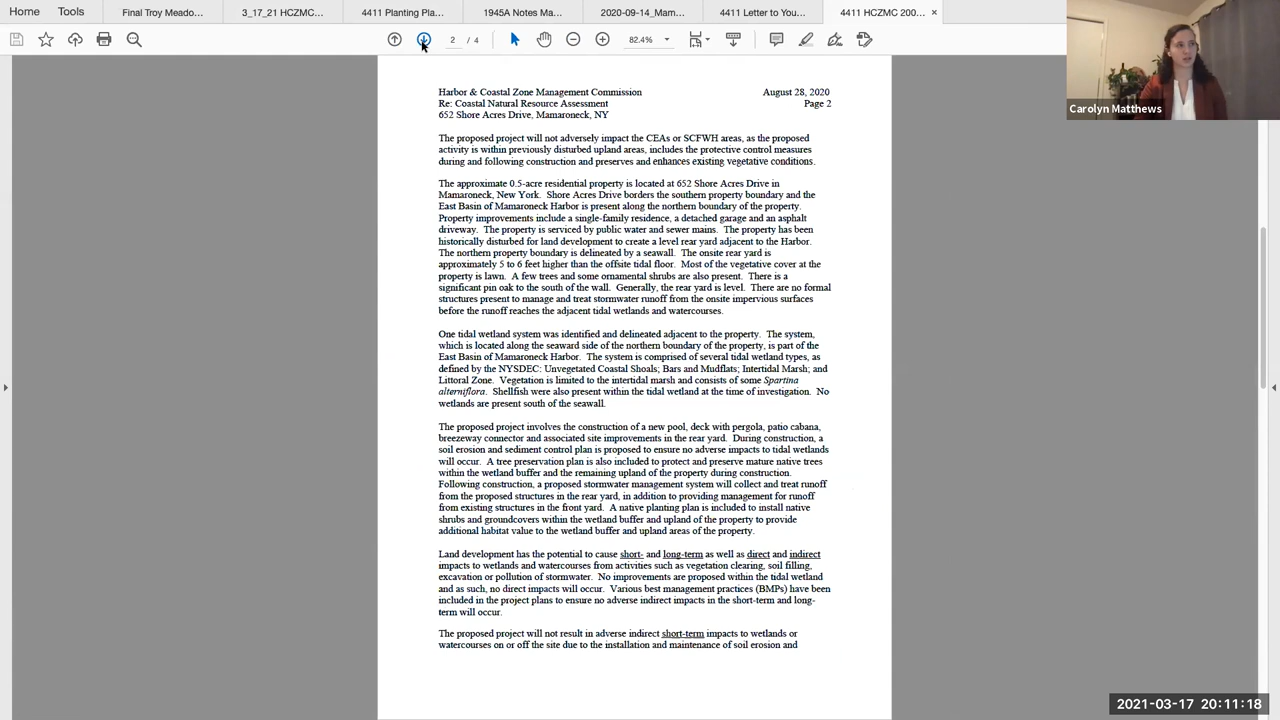 Home
Tools
Final Troy Meado...
3_17_21 HCZMC...
4411 Planting Pla...
1945A Notes Ma...
2020-09-14_Mam...
4411 Letter to You...
4411 HCZMC 200...
2 / 4
82.4%
Carolyn Matthews
Harbor & Coastal Zone Management Commission August 28, 2020
Re: Coastal Natural Resource Assessment Page 2
652 Shore Acres Drive, Mamaroneck, NY
The proposed project will not adversely impact the CEAs or SCFWH areas, as the proposed
activity is within previously disturbed upland areas, includes the protective control measures
during and following construction and preserves and enhances existing vegetative conditions.
The approximate 0.5-acre residential property is located at 652 Shore Acres Drive in
Mamaroneck, New York. Shore Acres Drive borders the southern property boundary and the
East Basin of Mamaroneck Harbor is present along the northern boundary of the property.
Property improvements include a single-family residence, a detached garage and an asphalt
driveway. The property is serviced by public water and sewer mains. The property has been
historically disturbed for land development to create a level rear yard adjacent to the Harbor.
The northern property boundary is delineated by a seawall. The onsite rear yard is
approximately 5 to 6 feet higher than the offsite tidal floor. Most of the vegetative cover at the
property is lawn. A few trees and some ornamental shrubs are also present. There is a
significant pin oak to the south of the wall. Generally, the rear yard is level. There are no formal
structures present to manage and treat stormwater runoff from the onsite impervious surfaces
before the runoff reaches the adjacent tidal wetlands and watercourses.
One tidal wetland system was identified and delineated adjacent to the property. The system,
which is located along the seaward side of the northern boundary of the property, is part of the
East Basin of Mamaroneck Harbor. The system is comprised of several tidal wetland types, as
defined by the NYSDEC: Unvegetated Coastal Shoals; Bars and Mudflats; Intertidal Marsh; and
Littoral Zone. Vegetation is limited to the intertidal marsh and consists of some Spartina
alterniflora. Shellfish were also present within the tidal wetland at the time of investigation. No
wetlands are present south of the seawall.
The proposed project involves the construction of a new pool, deck with pergola, patio cabana,
breezeway connector and associated site improvements in the rear yard. During construction, a
soil erosion and sediment control plan is proposed to ensure no adverse impacts to tidal wetlands
will occur. A tree preservation plan is also included to protect and preserve mature native trees
within the wetland buffer and the remaining upland of the property during construction.
Following construction, a proposed stormwater management system will collect and treat runoff
from the proposed structures in the rear yard, in addition to providing management for runoff
from existing structures in the front yard. A native planting plan is included to install native
shrubs and groundcovers within the wetland buffer and upland of the property to provide
additional habitat value to the wetland buffer and upland areas of the property.
Land development has the potential to cause short- and long-term as well as direct and indirect
impacts to wetlands and watercourses from activities such as vegetation clearing, soil filling,
excavation or pollution of stormwater. No improvements are proposed within the tidal wetland
and as such, no direct impacts will occur. Various best management practices (BMPs) have been
included in the project plans to ensure no adverse indirect impacts in the short-term and long-
term will occur.
The proposed project will not result in adverse indirect short-term impacts to wetlands or
watercourses on or off the site due to the installation and maintenance of soil erosion and
2021-03-17 20:11:18